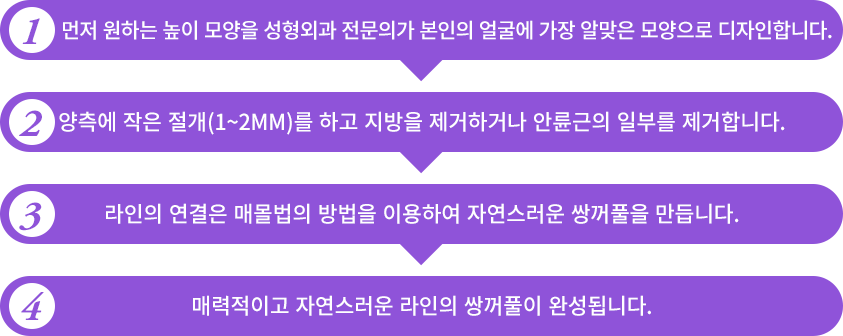 1 먼저 원하는 높이 모양을 성형외과 전문의가 본인의 얼굴에 가장 알맞은 모양으로 디자인합니다.
2 양측에 작은 절개(1~2MM)를 하고 지방을 제거하거나 안륜근의 일부를 제거합니다.
3 라인의 연결은 매몰법의 방법을 이용하여 자연스러운 쌍꺼풀을 만듭니다.
4 매력적이고 자연스러운 라인의 쌍꺼풀이 완성됩니다.